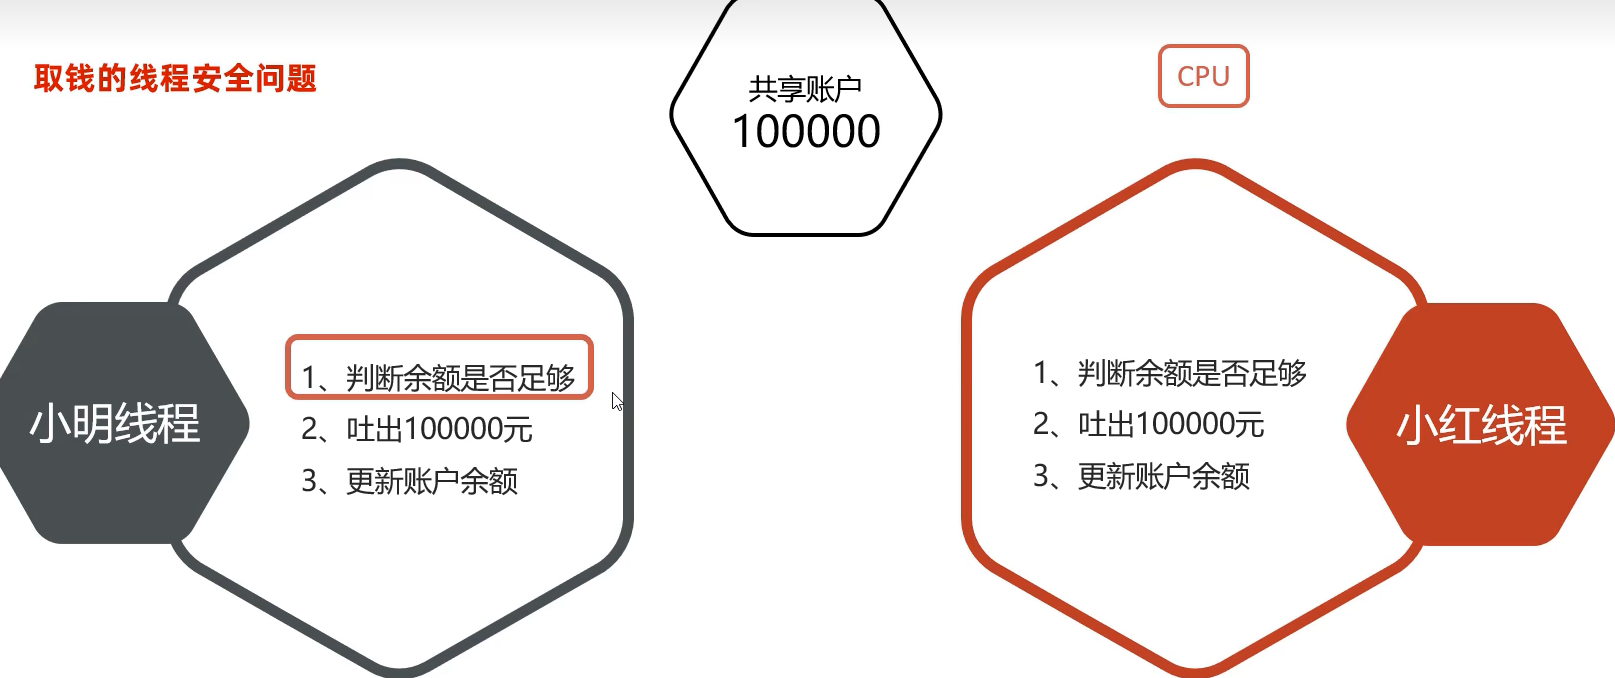 取钱的线程安全问题
共享账户
100000
CPU
小明线程
1、判断余额是否足够
2、吐出100000元
3、更新账户余额
1、判断余额是否足够
2、吐出100000元
3、更新账户余额
小红线程